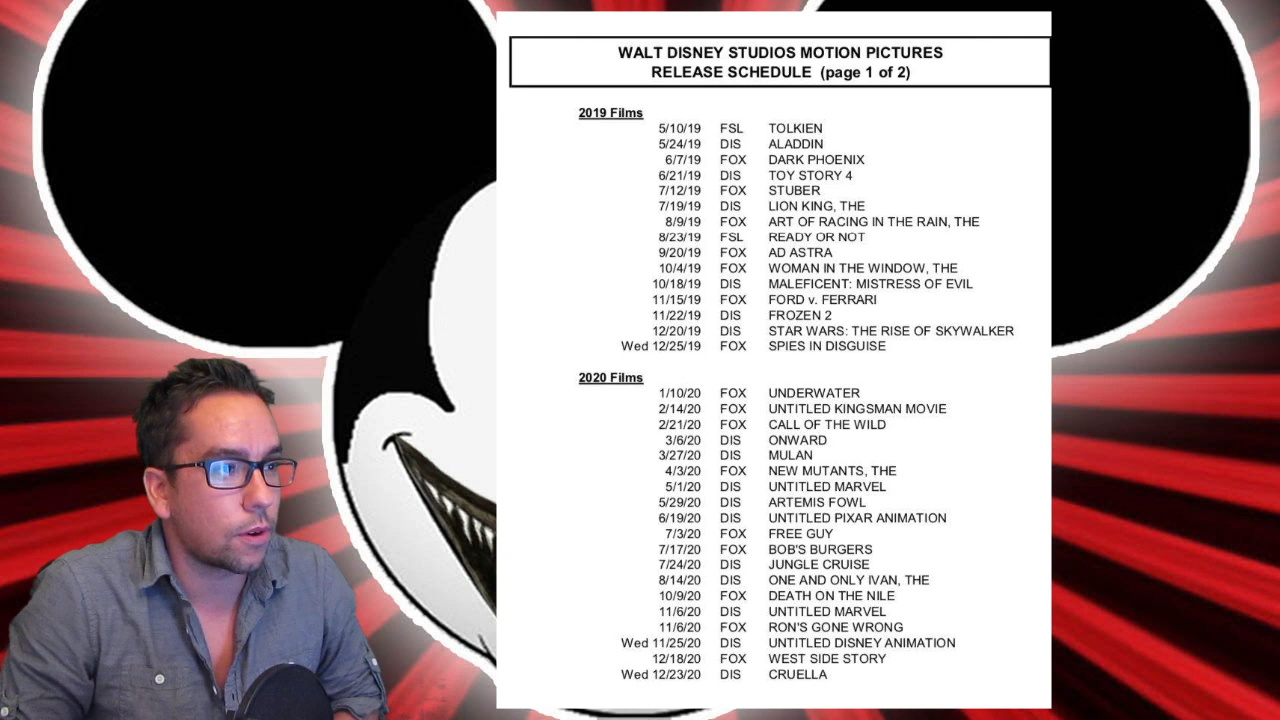 WALT DISNEY STUDIOS MOTION PICTURES
RELEASE SCHEDULE (page 1 of 2)
2019 Films
5/10/19 FSL TOLKIEN
5/24/19 DIS ALADDIN
6/7/19 FOX DARK PHOENIX
6/21/19 DIS TOY STORY 4
7/12/19 FOX STUBER
7/19/19 DIS LION KING, THE
8/9/19 FOX ART OF RACING IN THE RAIN, THE
8/23/19 FSL READY OR NOT
9/20/19 FOX AD ASTRA
10/4/19 FOX WOMAN IN THE WINDOW, THE
10/18/19 DIS MALEFICENT: MISTRESS OF EVIL
11/15/19 FOX FORD v. FERRARI
11/22/19 DIS FROZEN 2
12/20/19 DIS STAR WARS: THE RISE OF SKYWALKER
Wed 12/25/19 FOX SPIES IN DISGUISE
2020 Films
1/10/20 FOX UNDERWATER
2/14/20 FOX UNTITLED KINGSMAN MOVIE
2/21/20 FOX CALL OF THE WILD
3/6/20 DIS ONWARD
3/27/20 DIS MULAN
4/3/20 FOX NEW MUTANTS, THE
5/1/20 DIS UNTITLED MARVEL
5/29/20 DIS ARTEMIS FOWL
6/19/20 DIS UNTITLED PIXAR ANIMATION
7/3/20 FOX FREE GUY
7/17/20 FOX BOB'S BURGERS
7/24/20 DIS JUNGLE CRUISE
8/14/20 DIS ONE AND ONLY IVAN, THE
10/9/20 FOX DEATH ON THE NILE
11/6/20 DIS UNTITLED MARVEL
11/6/20 FOX RON'S GONE WRONG
Wed 11/25/20 DIS UNTITLED DISNEY ANIMATION
12/18/20 FOX WEST SIDE STORY
Wed 12/23/20 DIS CRUELLA